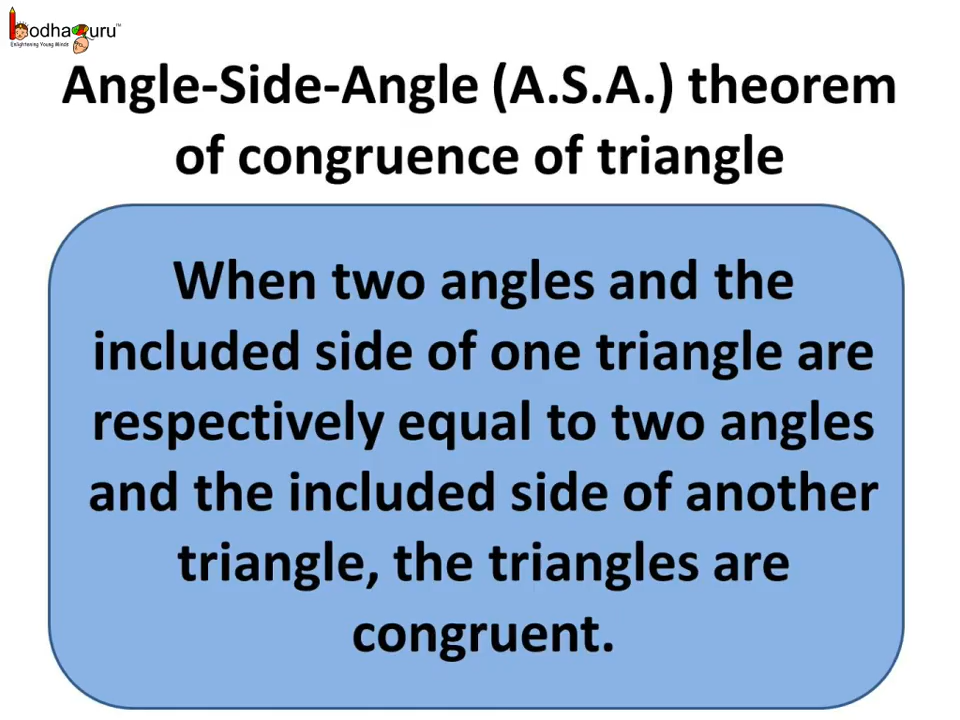 bodhaguru™
Enlightening Young Minds
Angle-Side-Angle (A.S.A.) theorem
of congruence of triangle
When two angles and the
included side of one triangle are
respectively equal to two angles
and the included side of another
triangle, the triangles are
congruent.